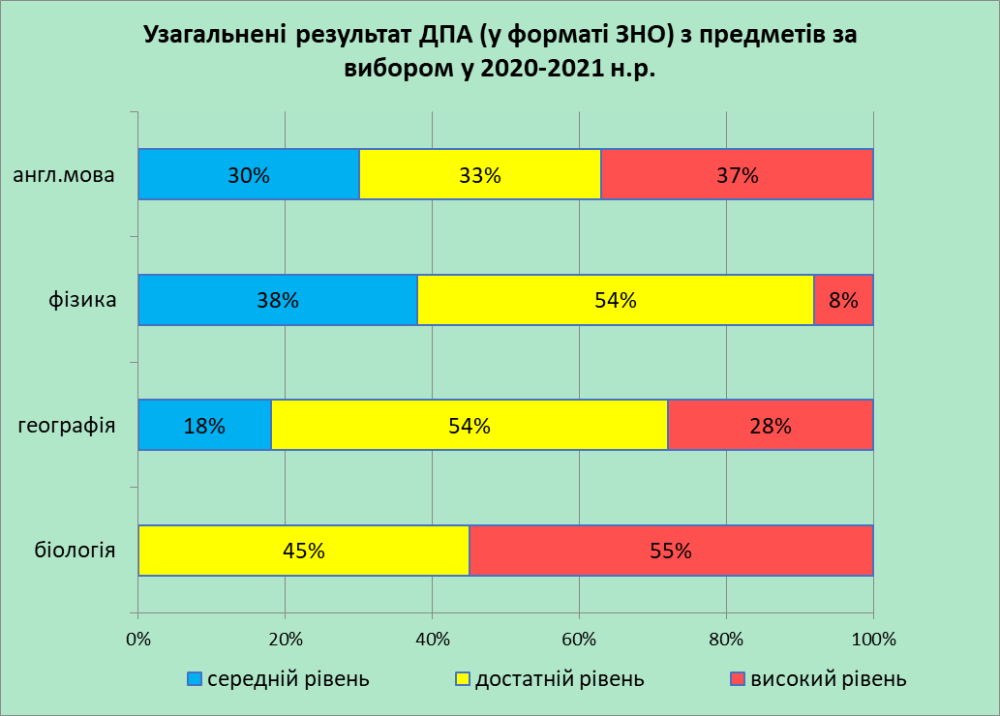 Узагальнені результат ДПА (у форматі ЗНО) з предметів за
вибором у 2020-2021 н.р.
англ.мова
30% 33% 37%
фізика
38% 54% 8%
географія
18% 54% 28%
біологія
45% 55%
0% 20% 40% 60% 80% 100%
середній рівень достатній рівень високий рівень